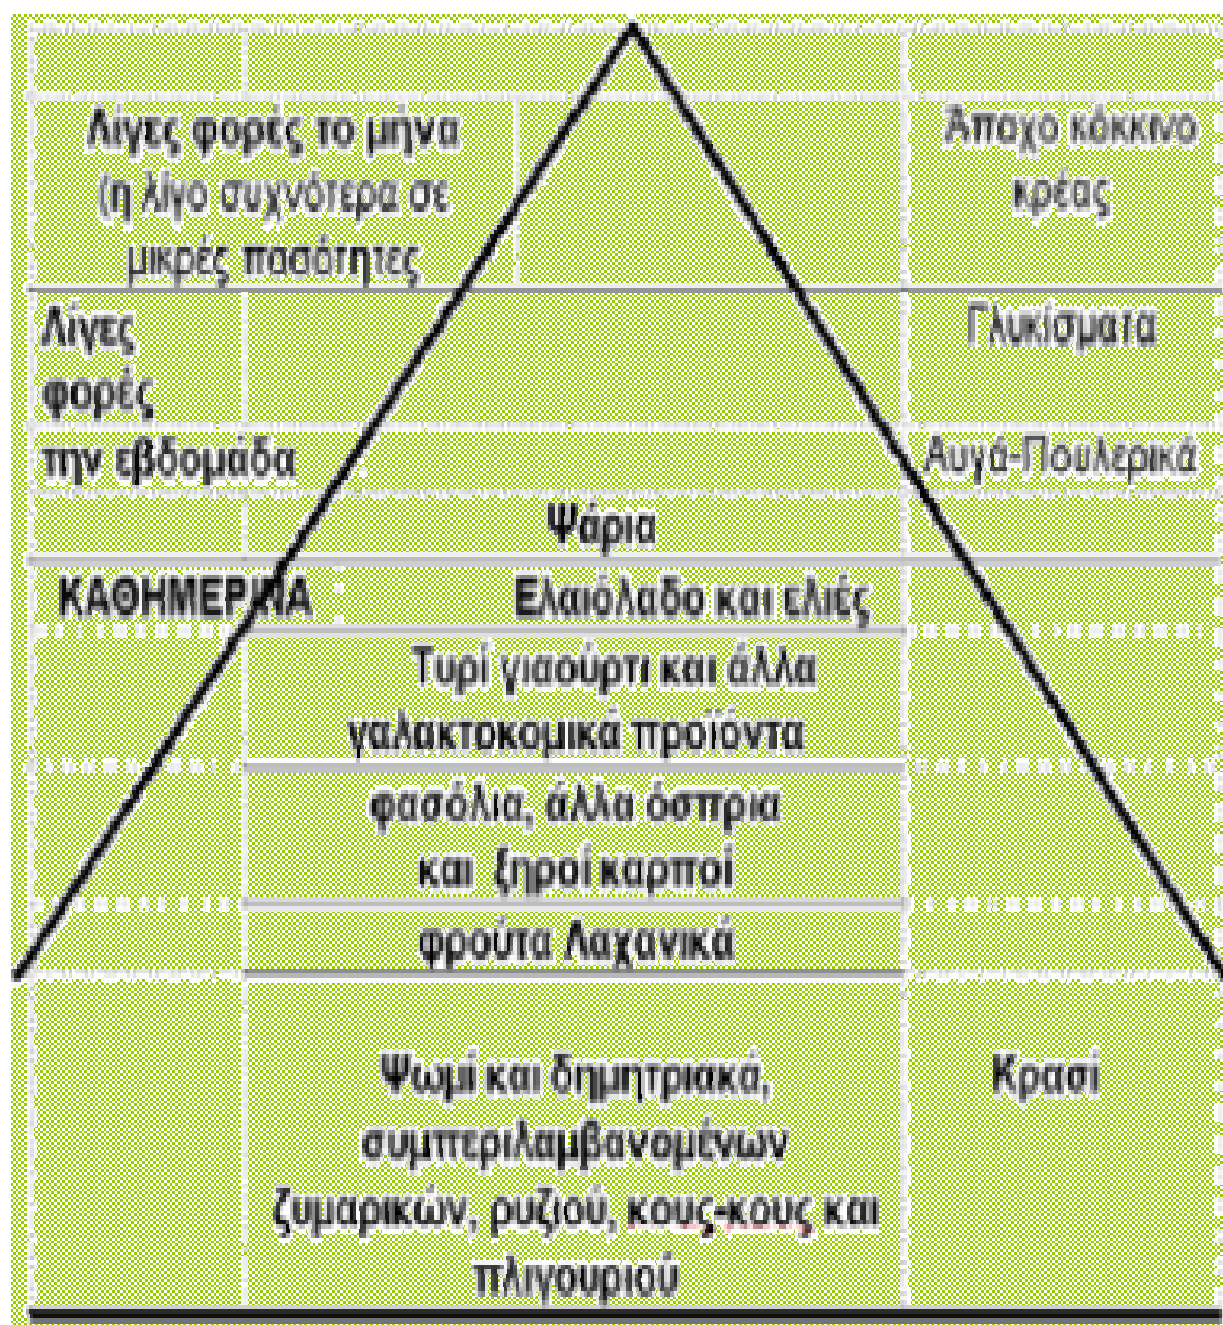 Λίγες φορές το μήνα
(η λίγο συχνότερα σε
μικρές ποσότητες
Άπαχο κόκκινο
κρέας
Λίγες
φορές
την εβδομάδα
Γλυκίσματα
Αυγά-Πουλερικά
Ψάρια
ΚΑΘΗΜΕΡΙΝΑ
Ελαιόλαδο και ελιές
Τυρί γιαούρτι και άλλα
γαλακτοκομικά προϊόντα
φασόλια, άλλα όσπρια
και ξηροί καρποί
φρούτα Λαχανικά
Ψωμί και δημητριακά,
συμπεριλαμβανομένων
ζυμαρικών, ρυζιού, κους-κους και
πλιγουριού
Κρασί